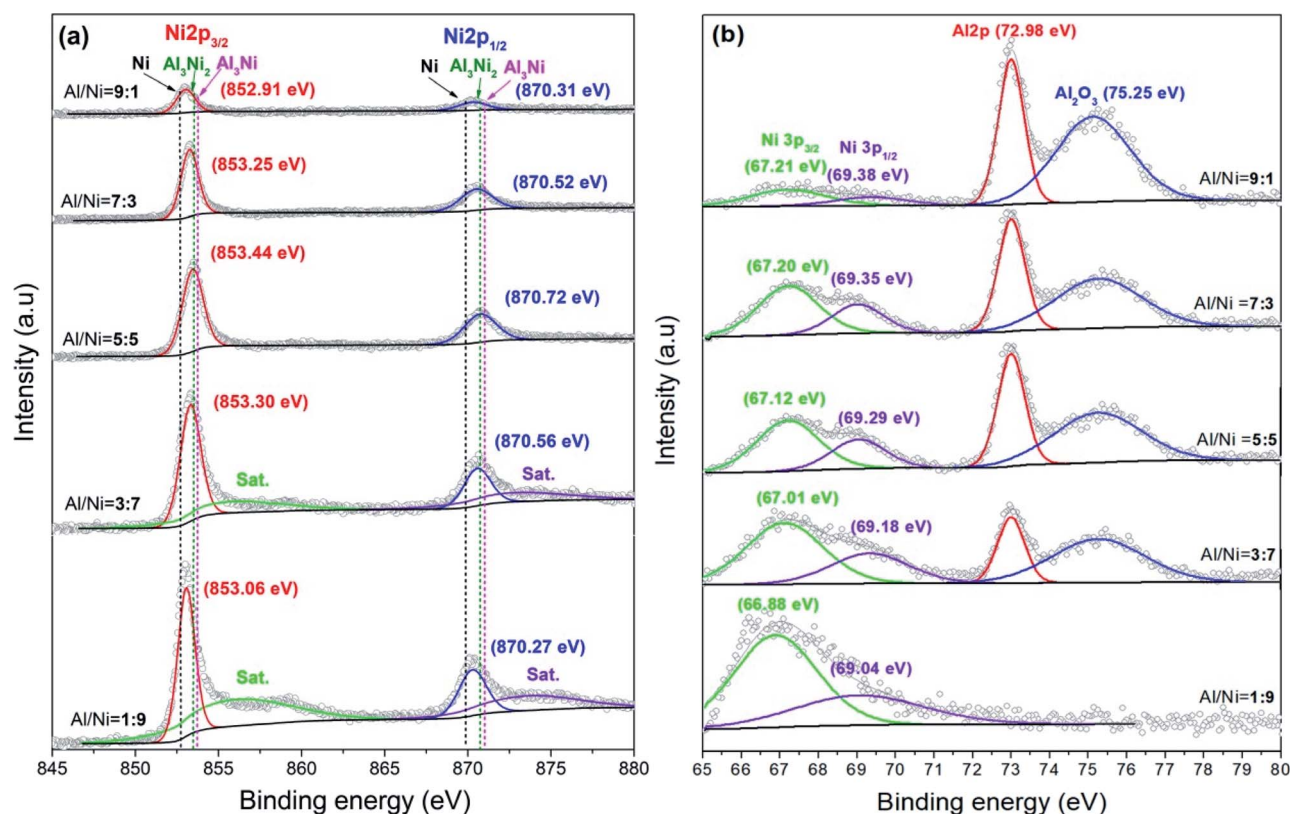 (a)
Ni2p3/2
Ni2p1/2
Ni
Al3Ni2
Al3Ni
Ni
Al3Ni2
Al3Ni
Al/Ni=9:1
(852.91 eV)
(870.31 eV)
(853.25 eV)
(870.52 eV)
Al/Ni=7:3
(853.44 eV)
(870.72 eV)
Al/Ni=5:5
(853.30 eV)
(870.56 eV)
Sat.
Sat.
Al/Ni=3:7
(853.06 eV)
(870.27 eV)
Sat.
Sat.
Al/Ni=1:9
845 850 855 860 865 870 875 880
Binding energy (eV)
Intensity (a.u)
(b)
Al2p (72.98 eV)
Al2O3 (75.25 eV)
Ni 3p3/2
(67.21 eV)
Ni 3p1/2
(69.38 eV)
Al/Ni=9:1
(67.20 eV)
(69.35 eV)
Al/Ni =7:3
(67.12 eV)
(69.29 eV)
Al/Ni =5:5
(67.01 eV)
(69.18 eV)
Al/Ni=3:7
(66.88 eV)
(69.04 eV)
Al/Ni=1:9
65 66 67 68 69 70 71 72 73 74 75 76 77 78 79 80
Binding energy (eV)
Intensity (a.u)